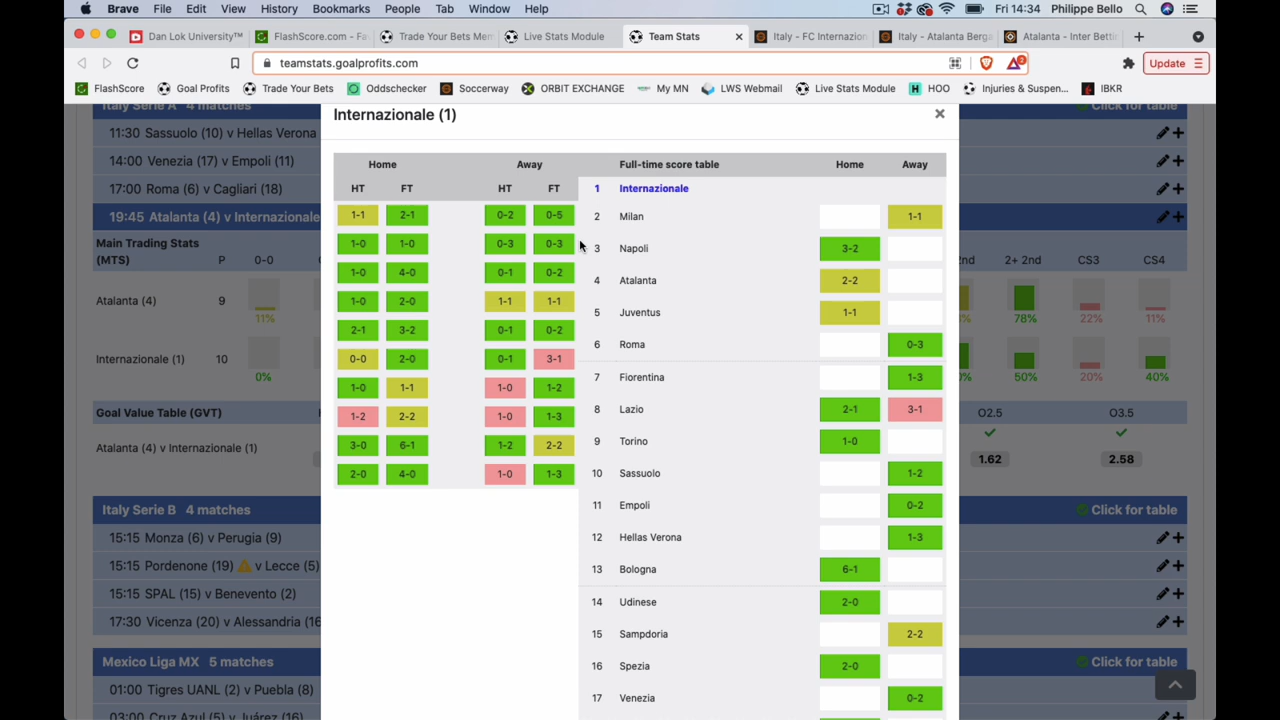 Brave File Edit View History Bookmarks People Tab Window Help Fri 14:34 Philippe Bello
Dan Lok University™ FlashScore.com - Fa Trade Your Bets Mem Live Stats Module Team Stats Italy - FC Internazion Italy - Atalanta Berga Atalanta - Inter Bettin
teamstats.goalprofits.com 2 Update
FlashScore Goal Profits Trade Your Bets Oddschecker Soccerway ORBIT EXCHANGE My MN LWS Webmail Live Stats Module HOO Injuries & Suspen... IBKR
Italy Serie A 4 matches Click for table
Internazionale (1)
11:30 Sassuolo (10) v Hellas Verona
14:00 Venezia (17) v Empoli (11)
17:00 Roma (6) v Cagliari (18)
19:45 Atalanta (4) v Internazionale
Main Trading Stats
(MTS) P 0-0
2nd 2+ 2nd CS3 CS4
Atalanta (4) 9
11% 78% 22% 11%
Internazionale (1) 10
0% 50% 20% 40%
Goal Value Table (GVT) O2.5 O3.5
Atalanta (4) v Internazionale (1)
1.62 2.58
Italy Serie B 4 matches Click for table
15:15 Monza (6) v Perugia (9)
15:15 Pordenone (19) v Lecce (5)
15:15 SPAL (15) v Benevento (2)
17:30 Vicenza (20) v Alessandria (16
Mexico Liga MX 5 matches Click for table
01:00 Tigres UANL (2) v Puebla (8)
03:00 Cruz Azul (5) v Juárez (16)
Home Away
HT FT HT FT
1-1 2-1 0-2 0-5
1-0 1-0 0-3 0-3
1-0 4-0 0-1 0-2
1-0 2-0 1-1 1-1
2-1 3-2 0-1 0-2
0-0 2-0 0-1 3-1
1-0 1-1 1-0 1-2
1-2 2-2 1-0 1-3
3-0 6-1 1-2 2-2
2-0 4-0 1-0 1-3
Full-time score table Home Away
1 Internazionale
2 Milan 1-1
3 Napoli 3-2
4 Atalanta 2-2
5 Juventus 1-1
6 Roma 0-3
7 Fiorentina 1-3
8 Lazio 2-1 3-1
9 Torino 1-0
10 Sassuolo 1-2
11 Empoli 0-2
12 Hellas Verona 1-3
13 Bologna 6-1
14 Udinese 2-0
15 Sampdoria 2-2
16 Spezia 2-0
17 Venezia 0-2